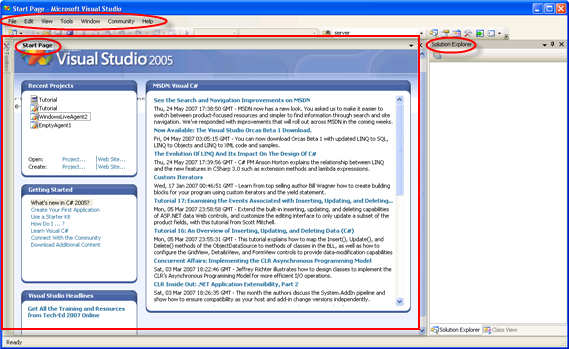 Start Page - Microsoft Visual Studio
File Edit View Tools Window Community Help
server
Start Page
Solution Explorer
Toolbox
Visual Studio 2005
Recent Projects
Tutorial
Tutorial
WindowsLiveAgent2
EmptyAgent1
Open: Project... Web Site...
Create: Project... Web Site...
Getting Started
What's new in C# 2005?
Create Your First Application
Use a Starter Kit
How Do I ... ?
Learn Visual C#
Connect With the Community
Download Additional Content
Visual Studio Headlines
Get All the Training and Resources
from Tech·Ed 2007 Online
MSDN: Visual C#
See the Search and Navigation Improvements on MSDN
Thu, 24 May 2007 17:38:50 GMT - MSDN now has a new look. You asked us to make it easier to
switch between product-focused resources and simpler to find information through search and site
navigation. We've responded with improvements that will roll out across MSDN in the coming weeks.
Now Available: The Visual Studio Orcas Beta 1 Download.
Fri, 04 May 2007 03:05:15 GMT - You can now download Orcas Beta 1 with updated LINQ to SQL,
LINQ to Objects and LINQ to XML code and samples.
The Evolution Of LINQ And Its Impact On The Design Of C#
Thu, 24 May 2007 17:39:56 GMT - C# PM Anson Horton explains the relationship between LINQ
and the new features in CSharp 3.0 such as extension methods and lambda expresssions.
Custom Iterators
Wed, 17 Jan 2007 00:46:51 GMT - Learn from top selling author Bill Wagner how to create building
blocks for your program using custom iterators and the yield statement.
Tutorial 17: Examining the Events Associated with Inserting, Updating, and Deleting...
Mon, 05 Mar 2007 23:58:58 GMT - Extend the built-in inserting, updating, and deleting capabilities
of ASP.NET data Web Controls, and customize the editing interface to only update a subset of the
product fields, with this tutorial from Scott Mitchell.
Tutorial 16: An Overview of Inserting, Updating, and Deleting Data (C#)
Mon, 05 Mar 2007 23:55:31 GMT - This tutorial explains how to map the Insert(), Update(), and
Delete() methods of the ObjectDataSource to methods of classes in the BLL, as well as how to
configure the GridView, DetailsView, and FormView controls to provide data-modification capabilities
Concurrent Affairs: Implementing the CLR Asynchronous Programming Model
Sat, 03 Mar 2007 18:22:46 GMT - Jeffrey Richter illustrates how to design classes to implement the
CLR's Asynchronous Programming Model for more efficient I/O operations.
CLR Inside Out: .NET Application Extensibility, Part 2
Sat, 03 Mar 2007 18:26:35 GMT - This month the authors discuss the System.AddIn pipeline and
show how to ensure compatibility as your host and add-in change versions independently.
Solution Explorer Class View
Ready